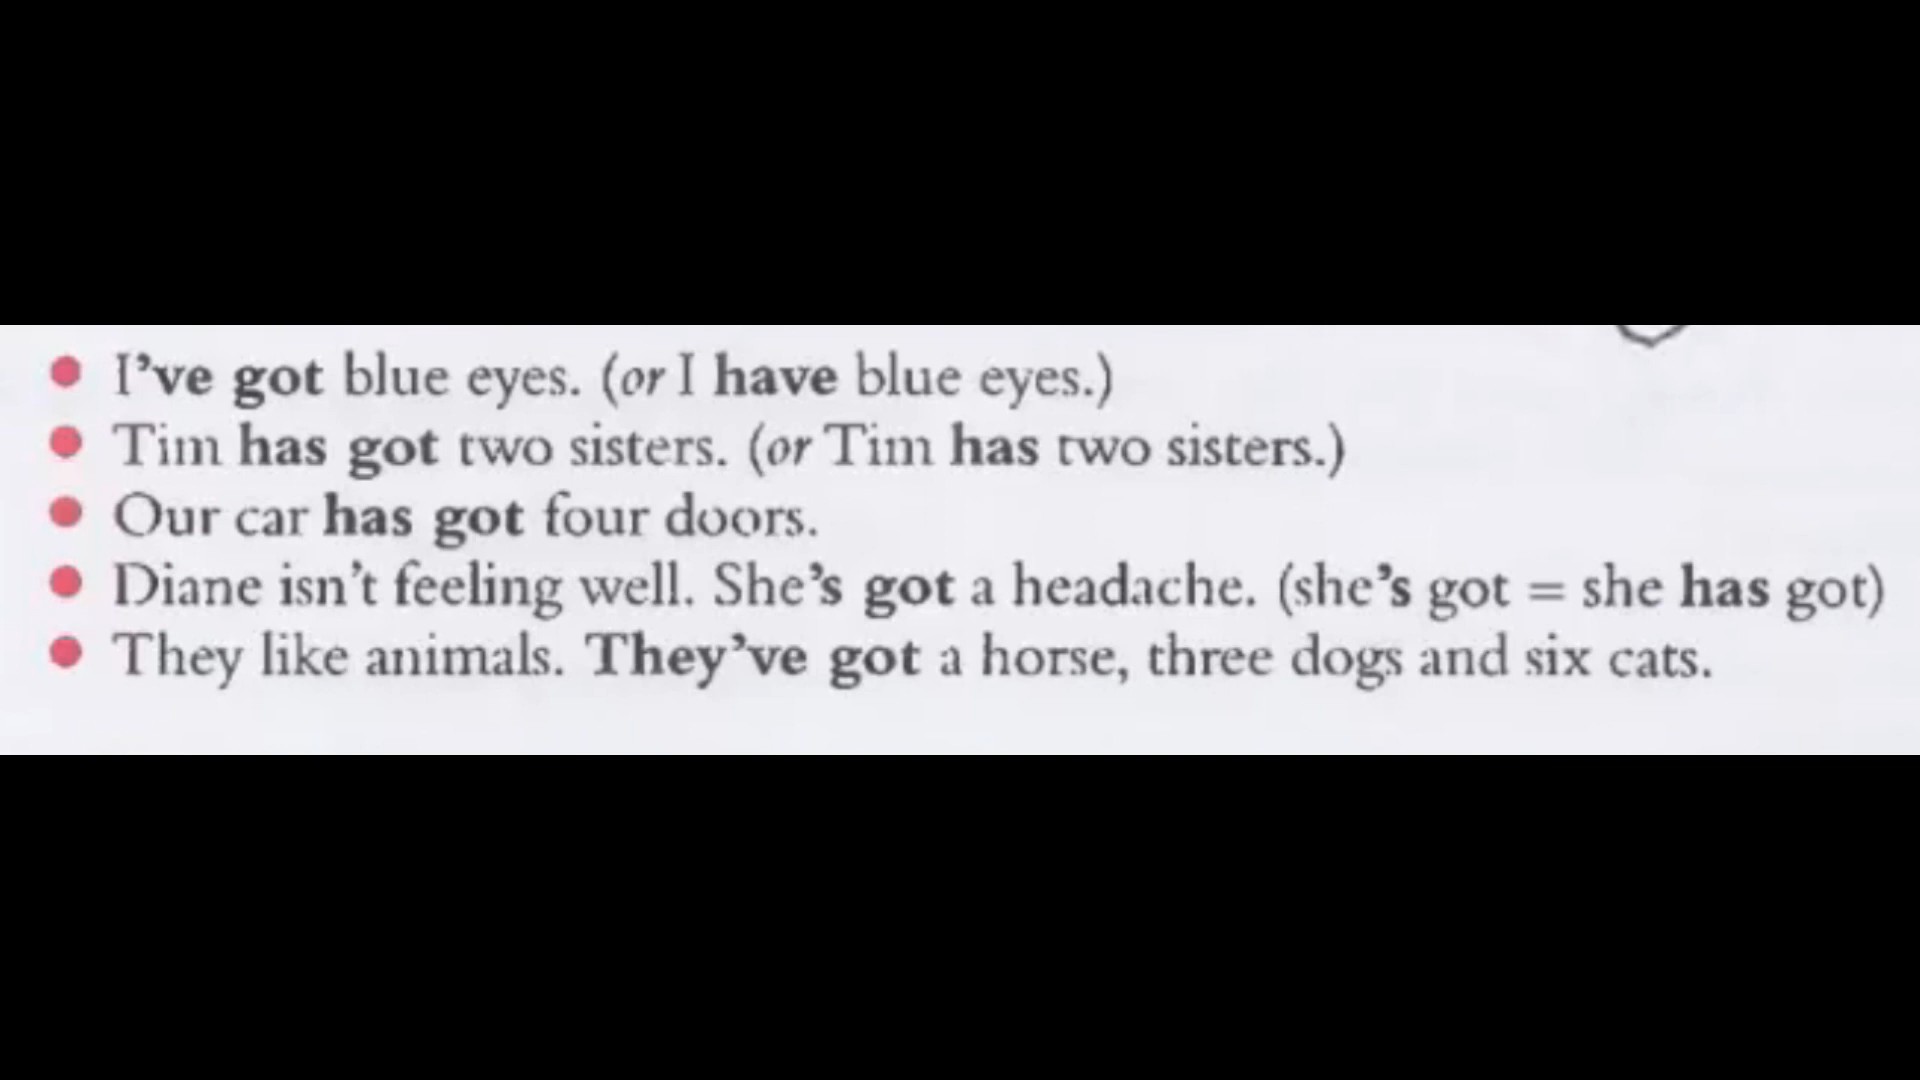 • I've got blue eyes. (or I have blue eyes.)
• Tim has got two sisters. (or Tim has two sisters.)
• Our car has got four doors.
• Diane isn't feeling well. She's got a headache. (she's got = she has got)
• They like animals. They've got a horse, three dogs and six cats.